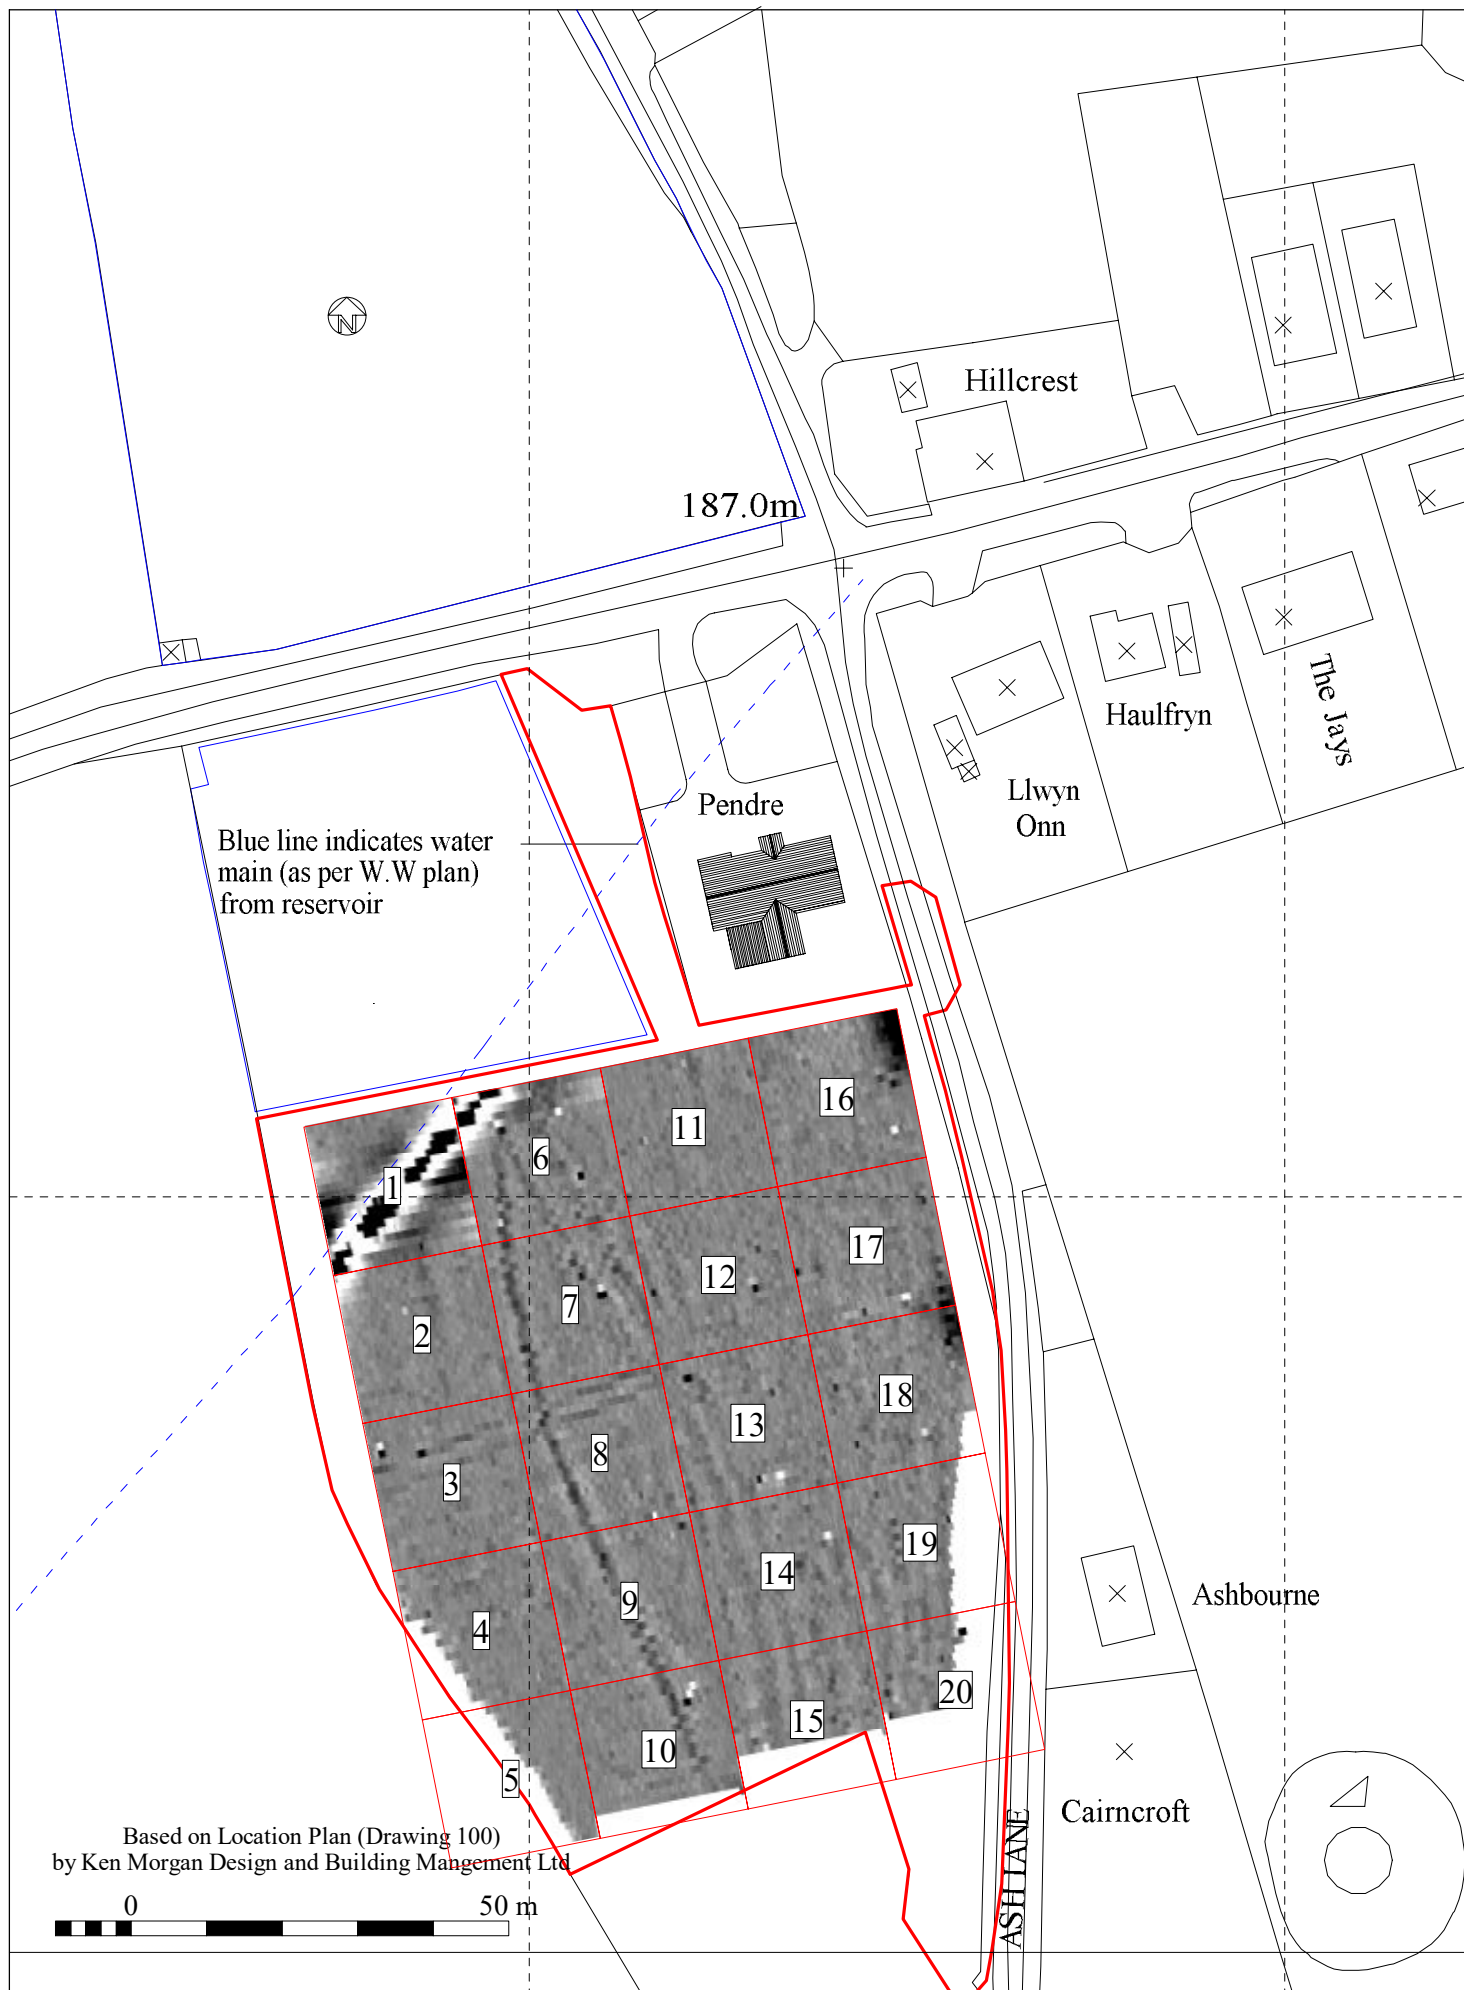 N
Hillcrest
187.0m
The Jays
Haulfryn
Llwyn
Onn
Pendre
Blue line indicates water
main (as per W.W plan)
from reservoir
1
6
11
16
2
7
12
17
3
8
13
18
4
9
14
19
5
10
15
20
Ashbourne
Cairncroft
ASH LANE
Based on Location Plan (Drawing 100)
by Ken Morgan Design and Building Mangement Ltd
0 50 m